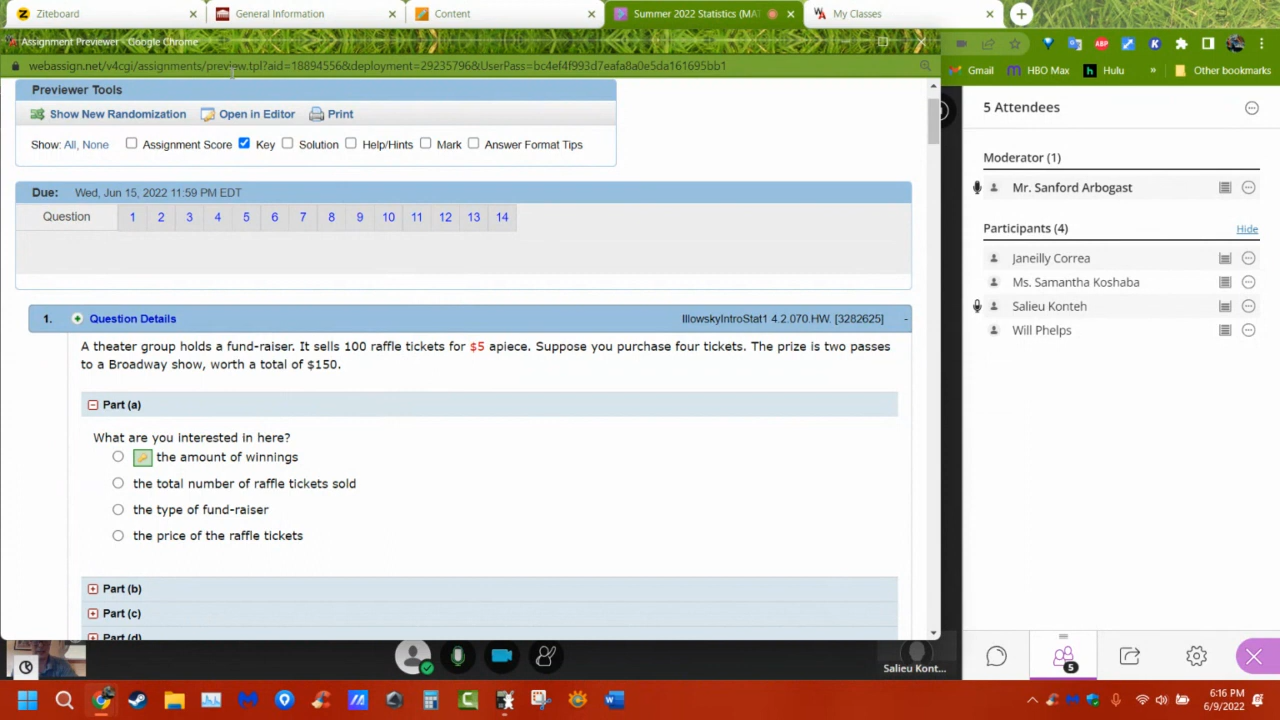 Ziteboard
General Information
Content
Summer 2022 Statistics (MA
My Classes
Assignment Previewer - Google Chrome
webassign.net/v4cgi/assignments/preview.tpl?aid=18894556&deployment=29235796&UserPass=bc4ef4f993d7eafa8a0e5da161695bb1
Gmail
HBO Max
Hulu
»
Other bookmarks
Previewer Tools
Show New Randomization
Open in Editor
Print
Show: All, None
Assignment Score
Key
Solution
Help/Hints
Mark
Answer Format Tips
Due: Wed, Jun 15, 2022 11:59 PM EDT
Question 1 2 3 4 5 6 7 8 9 10 11 12 13 14
1. Question Details IllowskyIntroStat1 4.2.070.HW. [3282625] -
A theater group holds a fund-raiser. It sells 100 raffle tickets for $5 apiece. Suppose you purchase four tickets. The prize is two passes
to a Broadway show, worth a total of $150.
Part (a)
What are you interested in here?
the amount of winnings
the total number of raffle tickets sold
the type of fund-raiser
the price of the raffle tickets
Part (b)
Part (c)
Part (d)
5 Attendees
Moderator (1)
Mr. Sanford Arbogast
Participants (4)
Hide
Janeilly Correa
Ms. Samantha Koshaba
Salieu Konteh
Will Phelps
Salieu Kont...
5
6:16 PM
6/9/2022